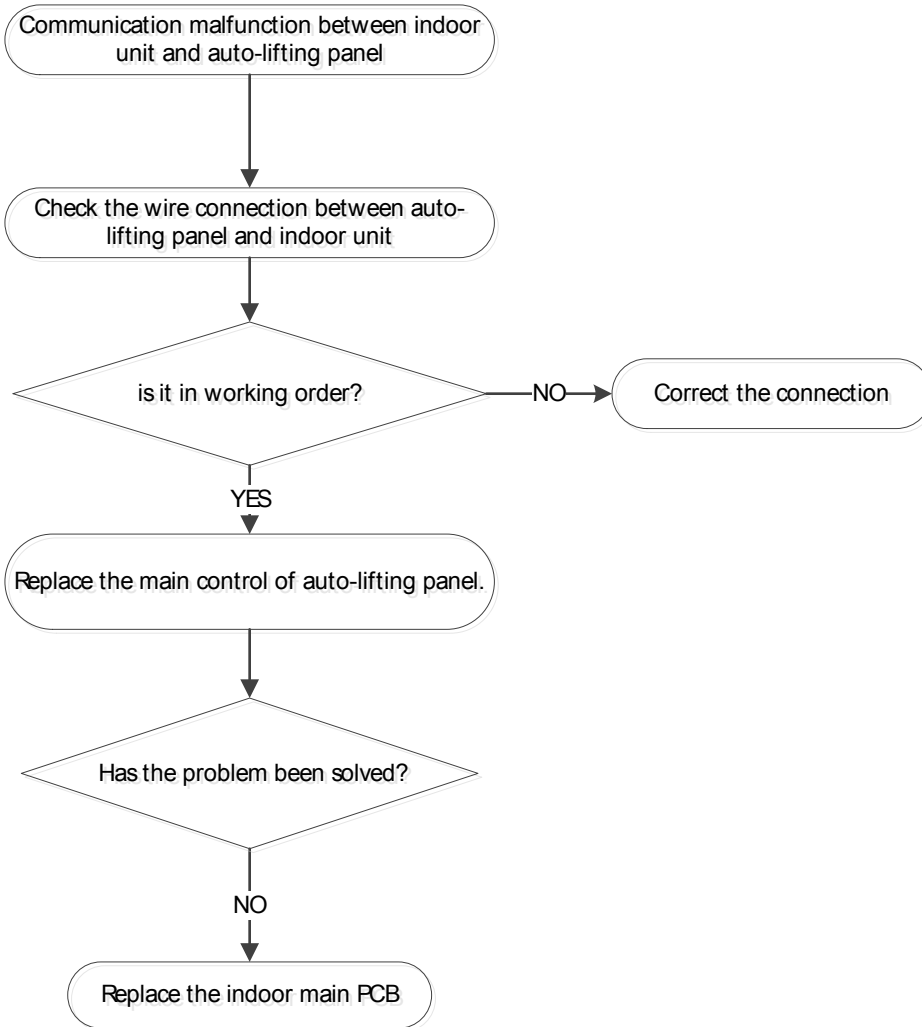 Communication malfunction between indoor
unit and auto-lifting panel
Check the wire connection between auto-
lifting panel and indoor unit
is it in working order?
NO
Correct the connection
YES
Replace the main control of auto-lifting panel.
Has the problem been solved?
NO
Replace the indoor main PCB